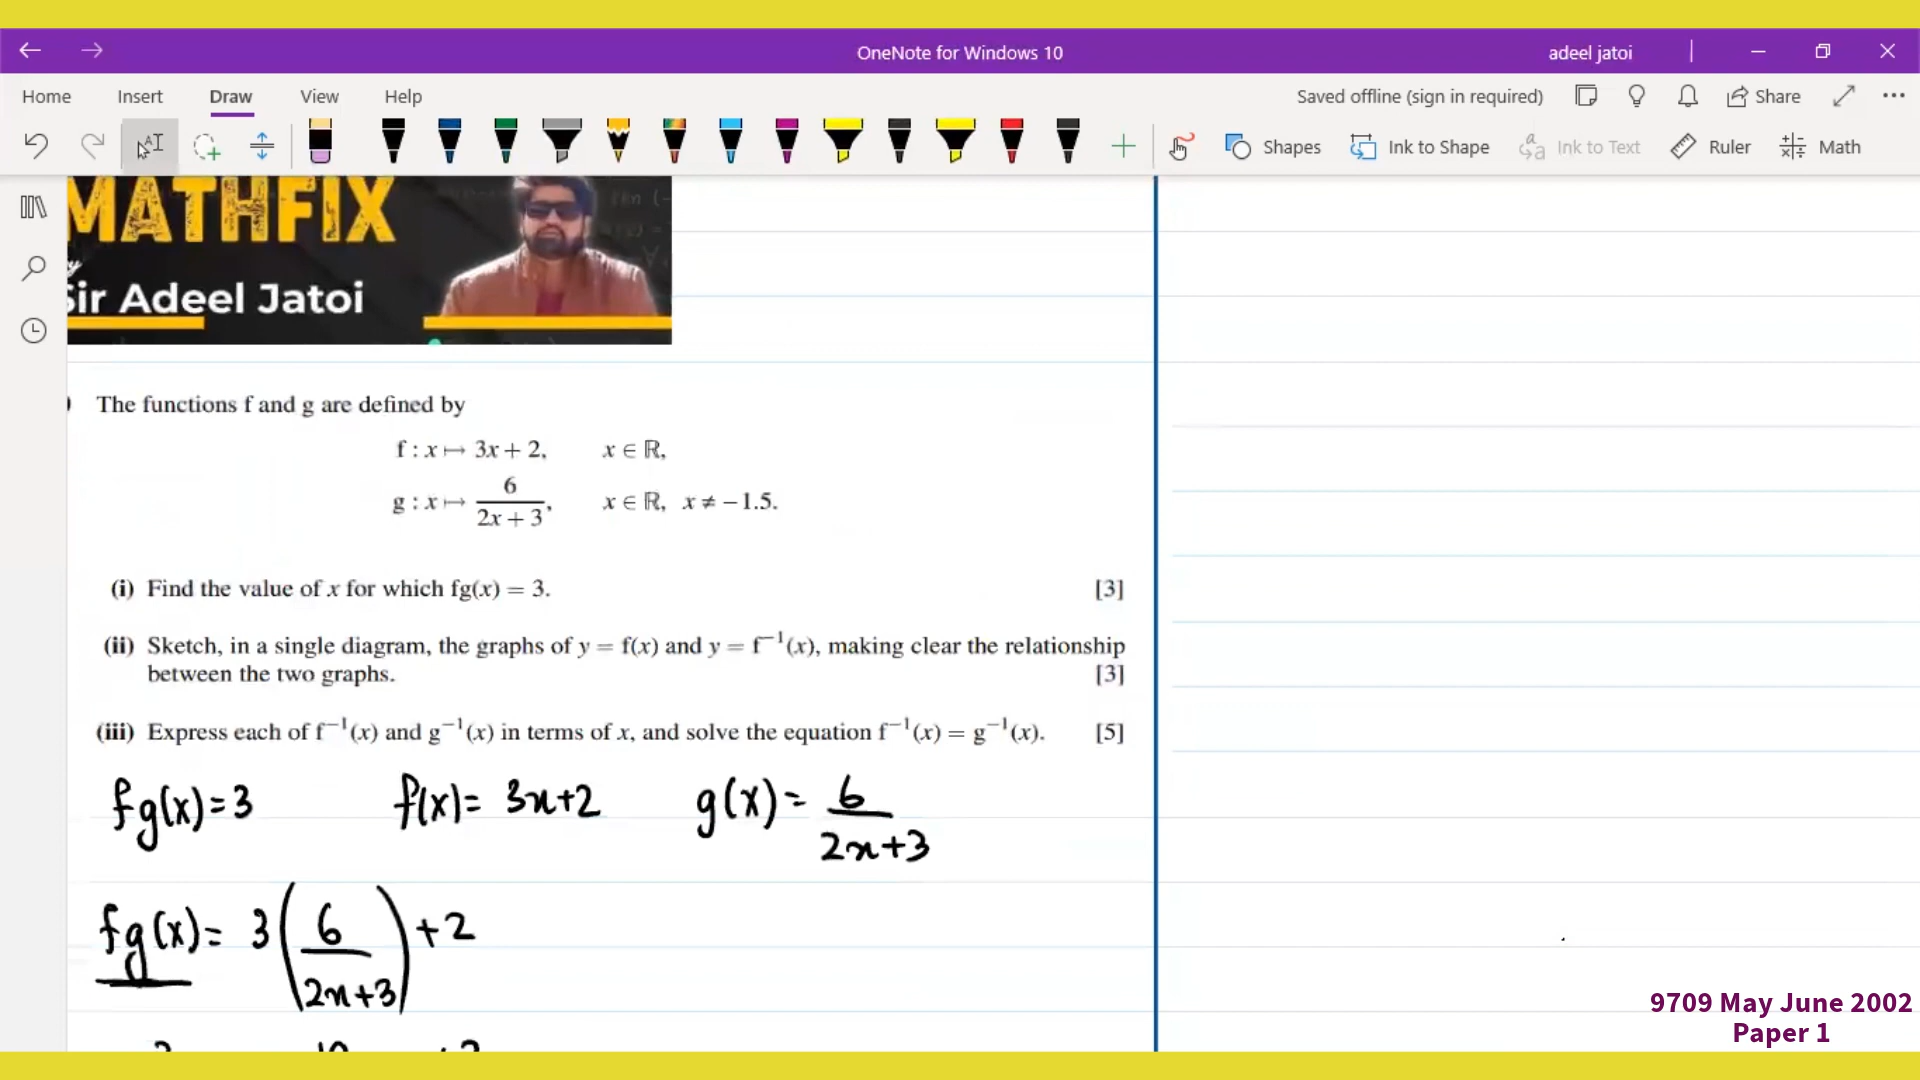 OneNote for Windows 10
adeel jatoi
Home Insert Draw View Help
Saved offline (sign in required)
Share
Shapes
Ink to Shape
Ink to Text
Ruler
Math
MATHFIX
Sir Adeel Jatoi
The functions f and g are defined by
f : x ↦ 3x + 2, x ∈ ℝ,
g : x ↦ 6/(2x + 3), x ∈ ℝ, x ≠ −1.5.
(i) Find the value of x for which fg(x) = 3. [3]
(ii) Sketch, in a single diagram, the graphs of y = f(x) and y = f⁻¹(x), making clear the relationship
between the two graphs. [3]
(iii) Express each of f⁻¹(x) and g⁻¹(x) in terms of x, and solve the equation f⁻¹(x) = g⁻¹(x). [5]
fg(x)=3 f(x)= 3x+2 g(x)= 6/(2x+3)
fg(x)= 3(6/(2x+3))+2
9709 May June 2002
Paper 1